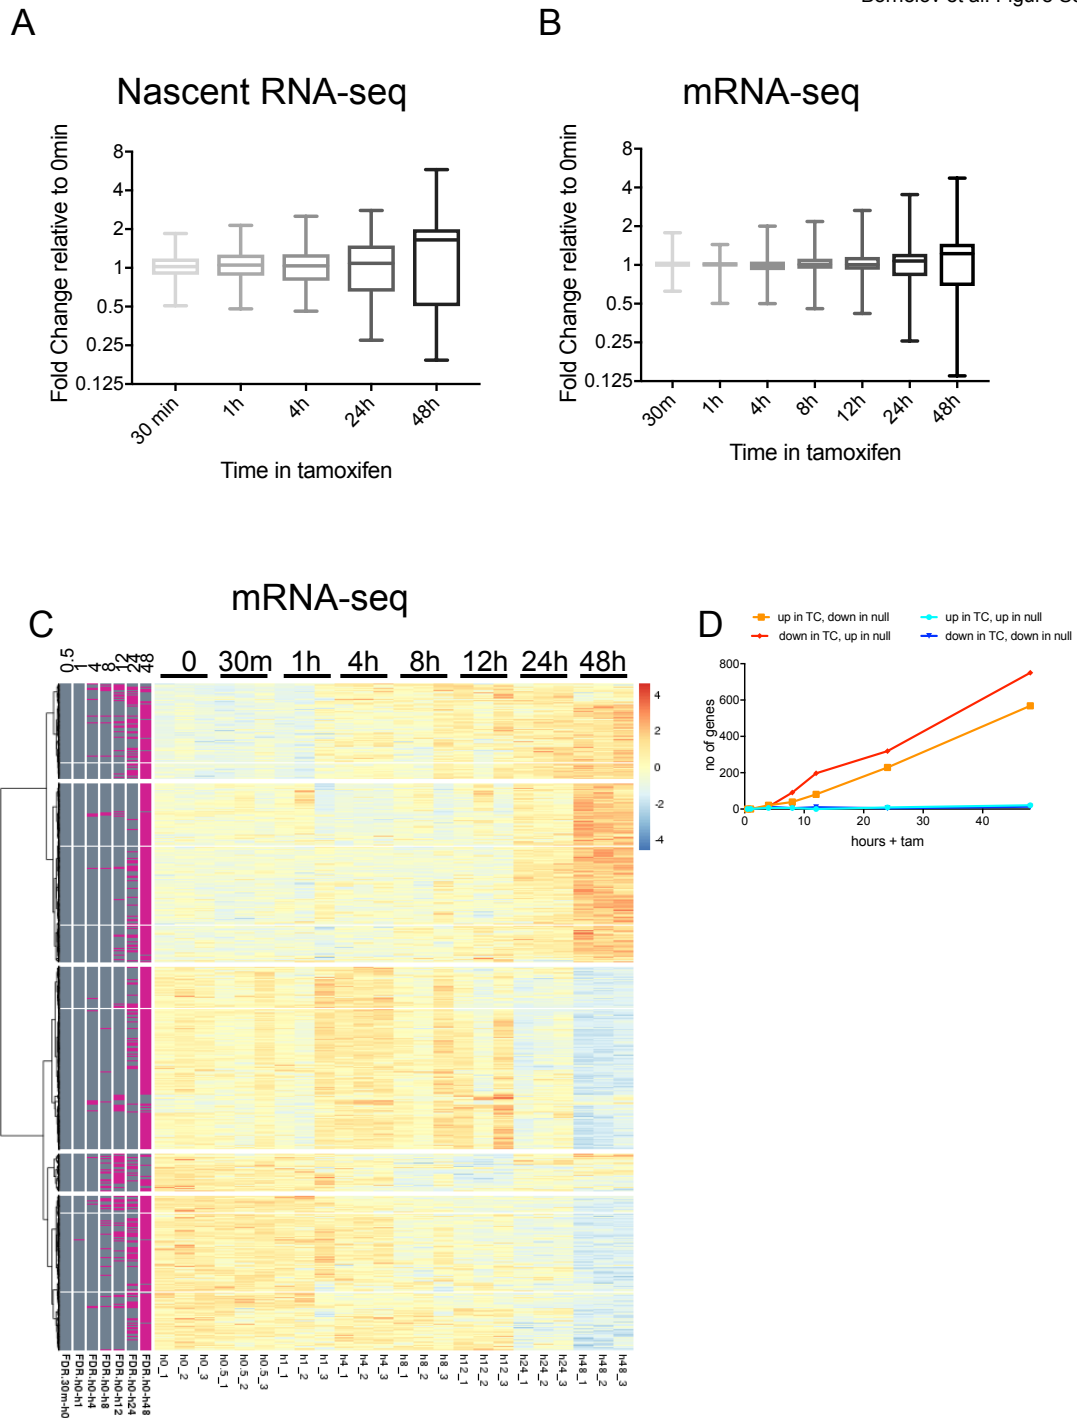 A
B
Nascent RNA-seq
mRNA-seq
Fold Change relative to 0min
8
4
2
1
0.5
0.25
0.125
30 min
1h
4h
24h
48h
Time in tamoxifen
Fold Change relative to 0min
8
4
2
1
0.5
0.25
0.125
30m
1h
4h
8h
12h
24h
48h
Time in tamoxifen
mRNA-seq
C
0.5
1
4
8
12
24
48
0 30m 1h 4h 8h 12h 24h 48h
4
2
0
-2
-4
FDR.30m-h0
FDR.h0-h1
FDR.h0-h4
FDR.h0-h8
FDR.h0-h12
FDR.h0-h24
FDR.h0-h48
h0_1
h0_2
h0_3
h0.5_1
h0.5_2
h0.5_3
h1_1
h1_2
h1_3
h4_1
h4_2
h4_3
h8_1
h8_2
h8_3
h12_1
h12_2
h12_3
h24_1
h24_2
h24_3
h48_1
h48_2
h48_3
D
up in TC, down in null
down in TC, up in null
up in TC, up in null
down in TC, down in null
no of genes
800
600
400
200
0
0 10 20 30 40
hours + tam